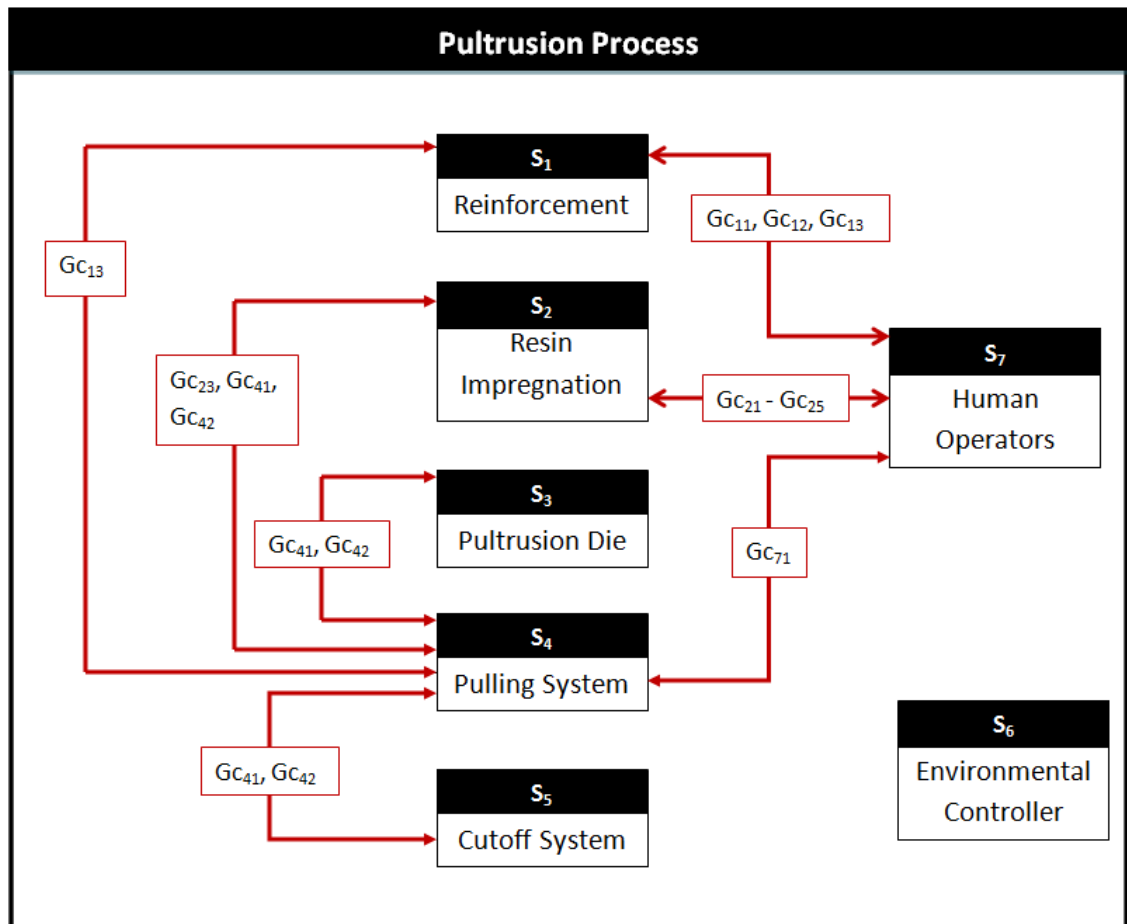 Pultrusion Process
S₁
Reinforcement
Gc₁₁, Gc₁₂, Gc₁₃
Gc₁₃
S₂
Resin
Impregnation
Gc₂₃, Gc₄₁,
Gc₄₂
Gc₂₁ - Gc₂₅
S₇
Human
Operators
S₃
Pultrusion Die
Gc₄₁, Gc₄₂
Gc₇₁
S₄
Pulling System
Gc₄₁, Gc₄₂
S₅
Cutoff System
S₆
Environmental
Controller